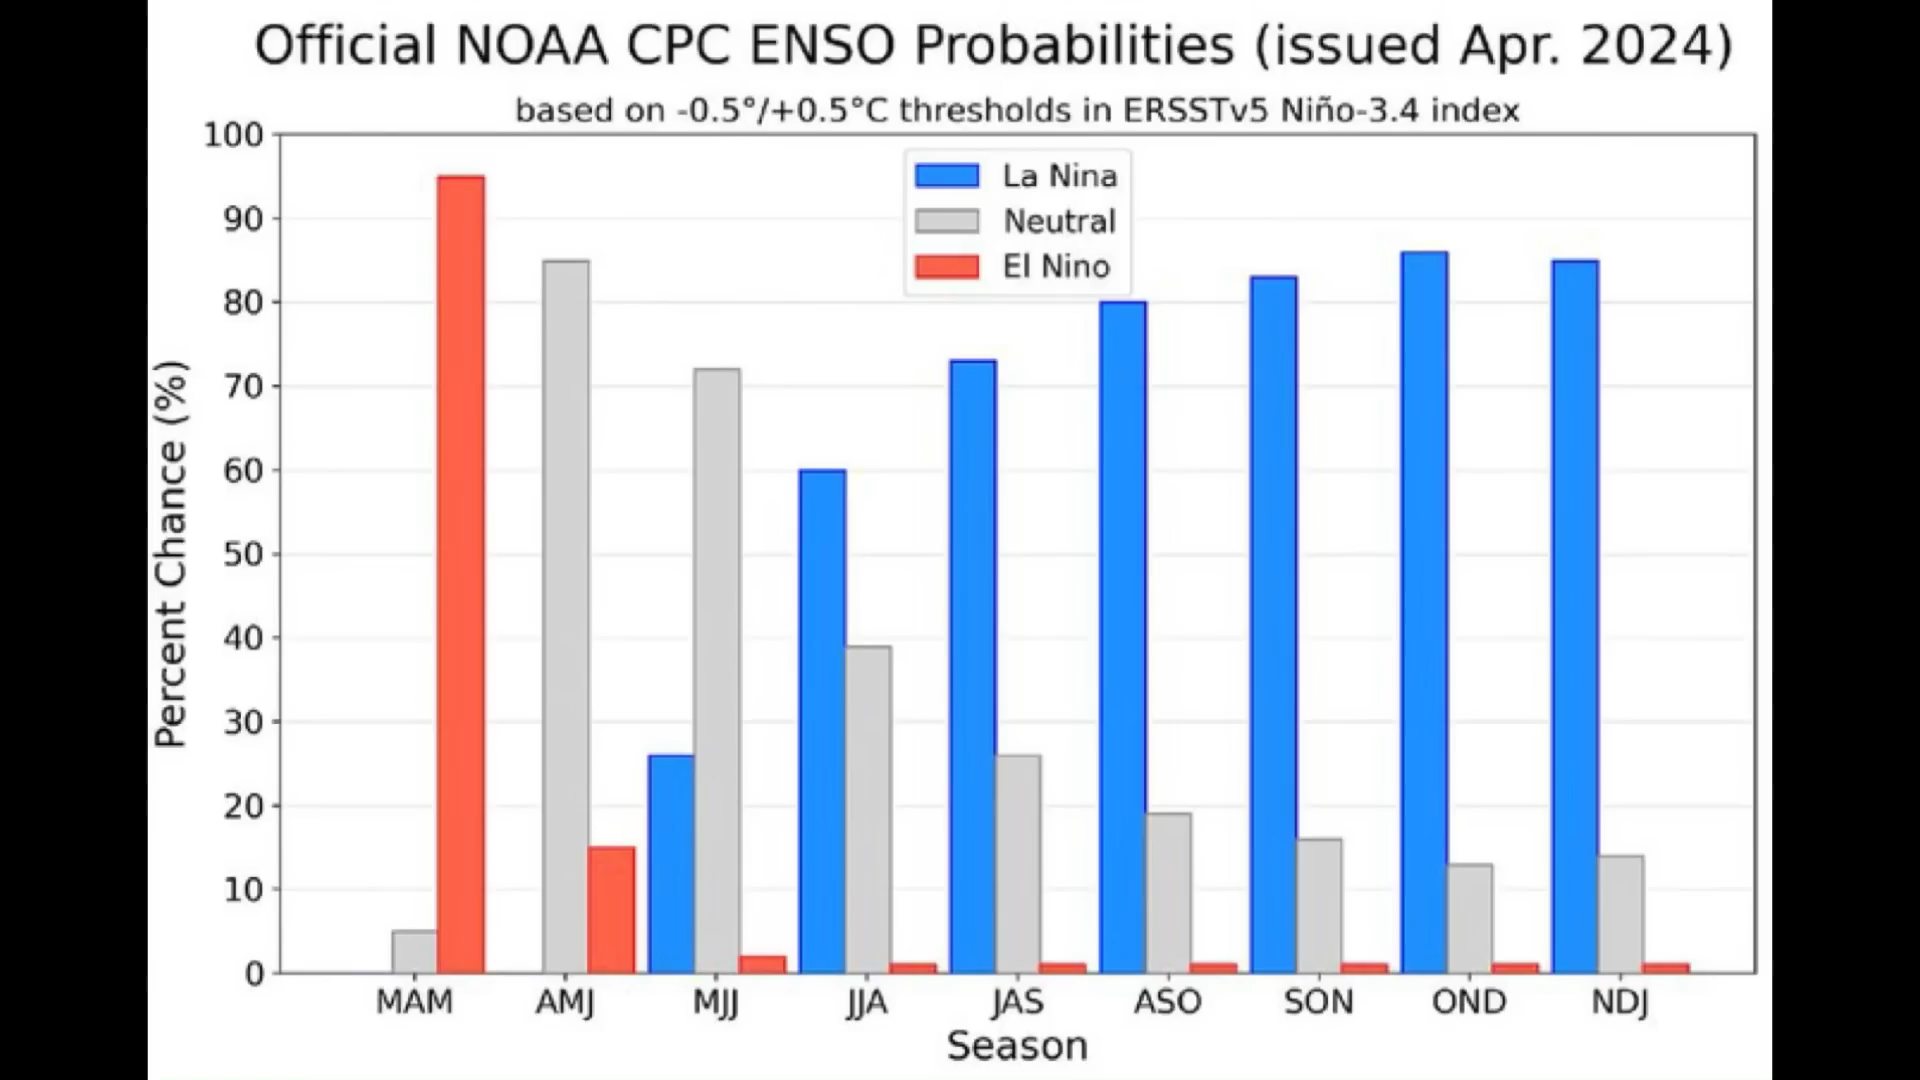 Official NOAA CPC ENSO Probabilities (issued Apr. 2024)
based on -0.5°/+0.5°C thresholds in ERSSTv5 Niño-3.4 index
La Nina
Neutral
El Nino
Percent Chance (%)
100
90
80
70
60
50
40
30
20
10
0
MAM AMJ MJJ JJA JAS ASO SON OND NDJ
Season